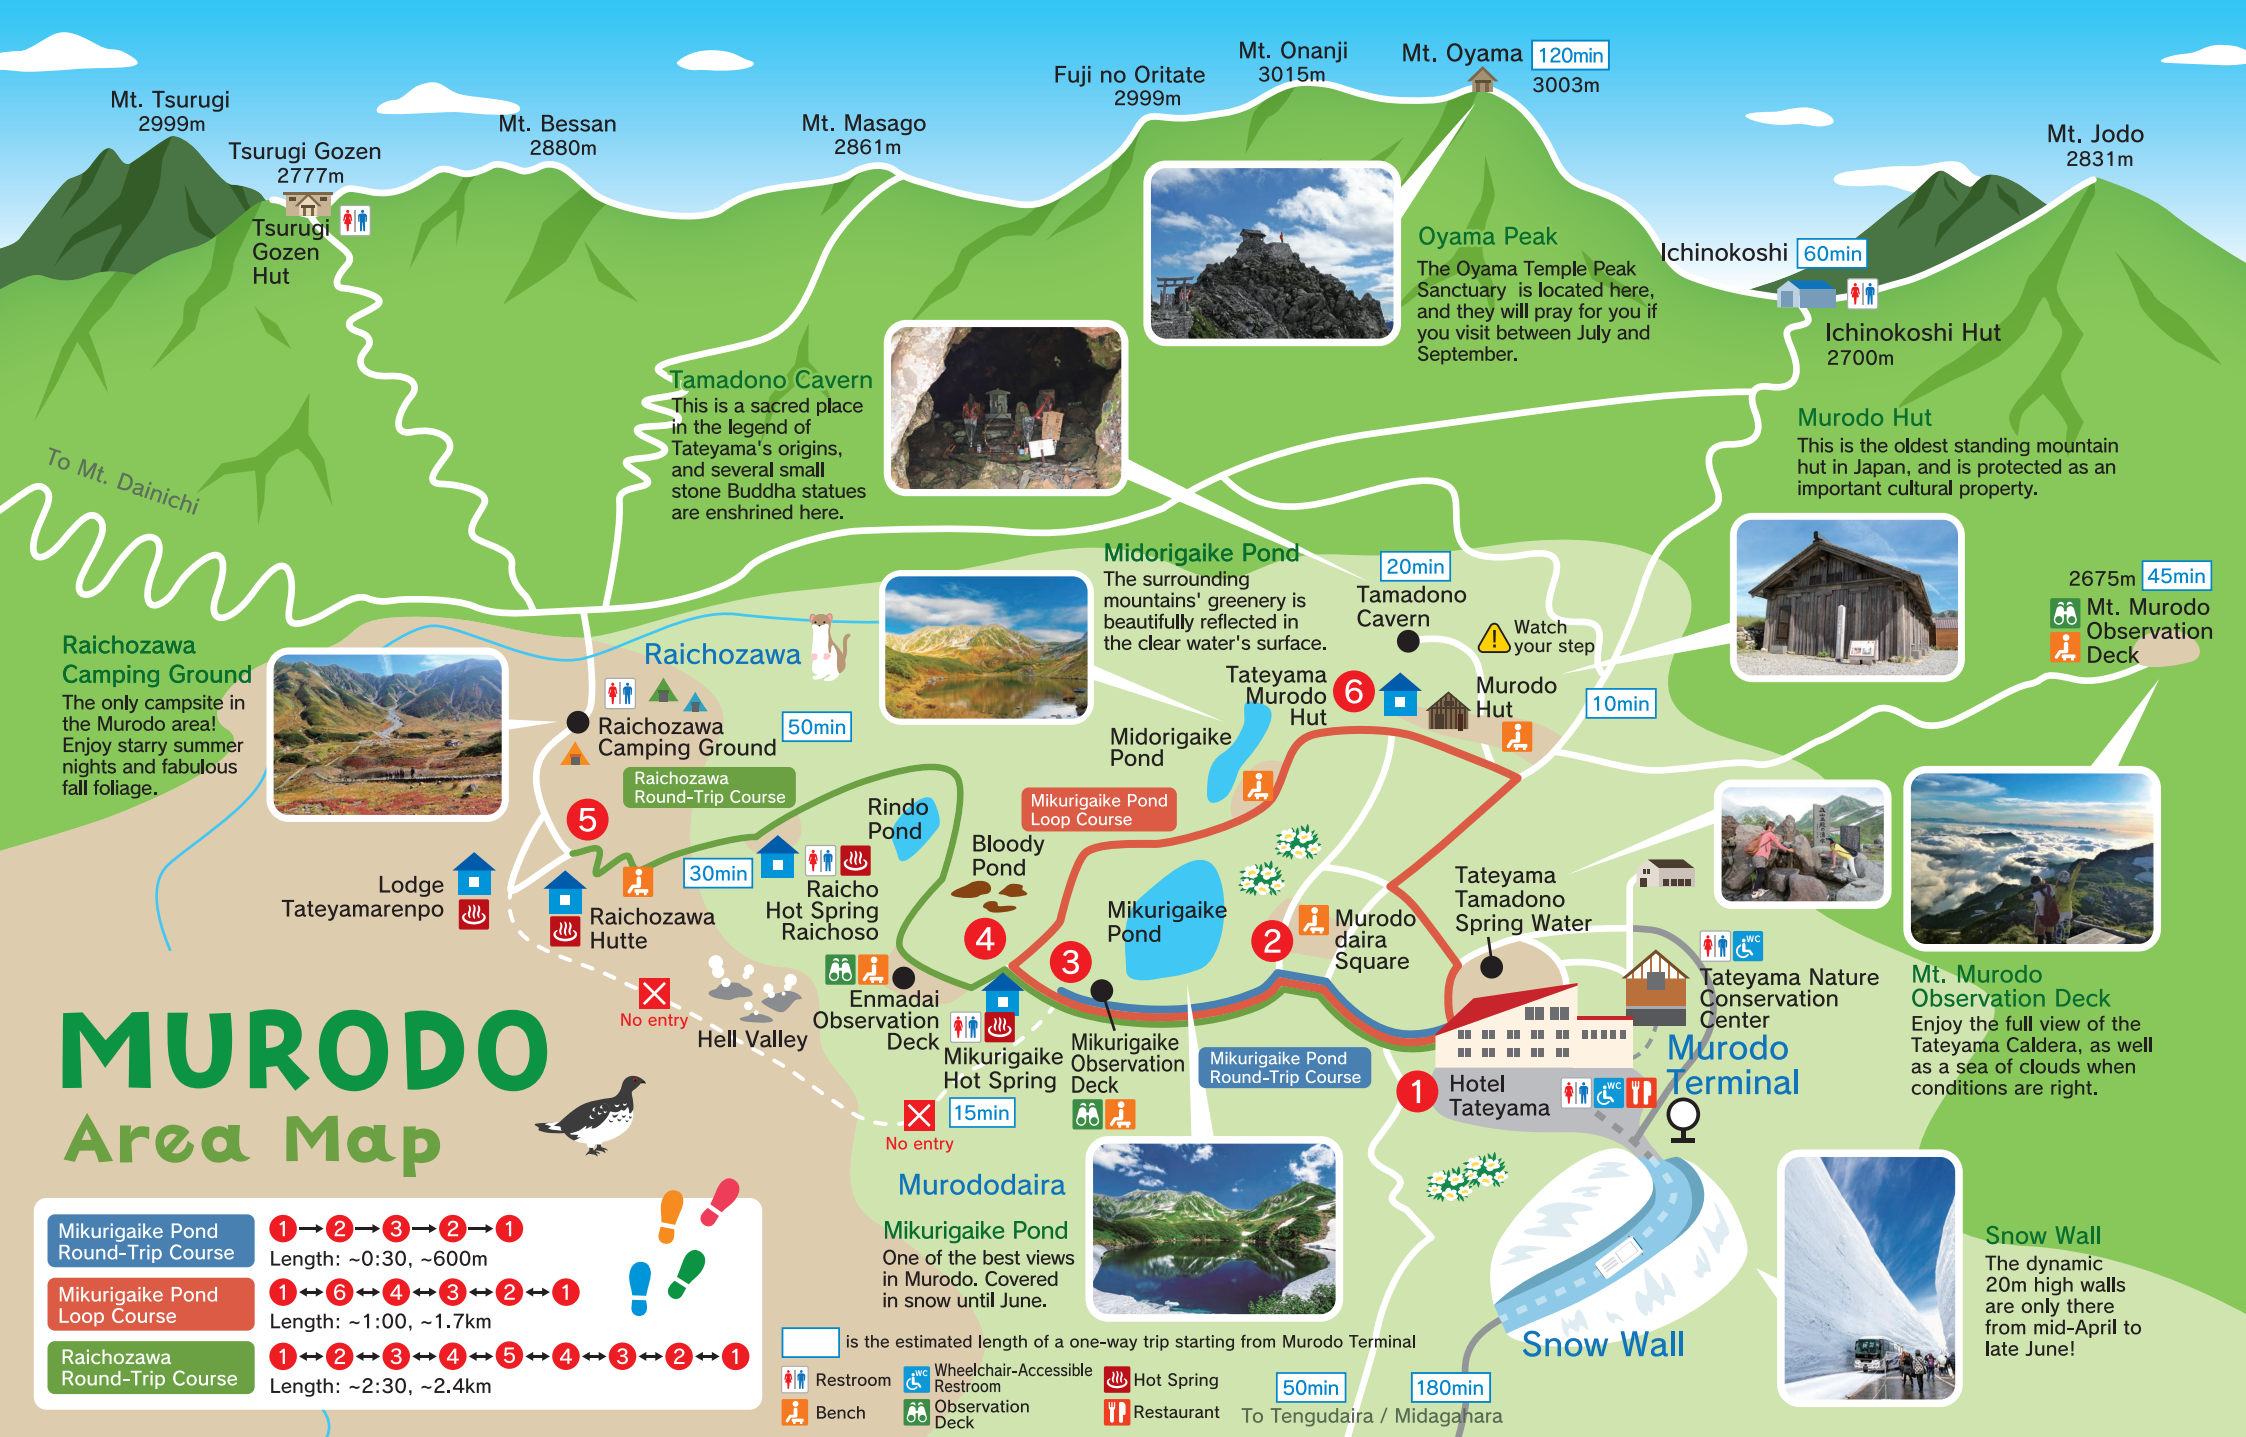 Mt. Tsurugi
2999m
Tsurugi Gozen
2777m
Tsurugi
Gozen
Hut
Mt. Bessan
2880m
Mt. Masago
2861m
Fuji no Oritate
2999m
Mt. Onanji
3015m
Mt. Oyama
120min
3003m
Mt. Jodo
2831m
Ichinokoshi
60min
Ichinokoshi Hut
2700m
Oyama Peak
The Oyama Temple Peak
Sanctuary is located here,
and they will pray for you if
you visit between July and
September.
Tamadono Cavern
This is a sacred place
in the legend of
Tateyama's origins,
and several small
stone Buddha statues
are enshrined here.
Murodo Hut
This is the oldest standing mountain
hut in Japan, and is protected as an
important cultural property.
To Mt. Dainichi
Midorigaike Pond
The surrounding
mountains' greenery is
beautifully reflected in
the clear water's surface.
20min
Tamadono
Cavern
Watch
your step
2675m
45min
Mt. Murodo
Observation
Deck
Raichozawa
Camping Ground
The only campsite in
the Murodo area!
Enjoy starry summer
nights and fabulous
fall foliage.
Raichozawa
Raichozawa
Camping Ground
50min
Raichozawa
Round-Trip Course
5
Tateyama
Murodo
Hut
6
Murodo
Hut
10min
Midorigaike
Pond
Mikurigaike Pond
Loop Course
Rindo
Pond
Bloody
Pond
30min
Raicho
Hot Spring
Raichoso
Lodge
Tateyamarenpo
Raichozawa
Hutte
4
3
Mikurigaike
Pond
2
Murodo
daira
Square
Tateyama
Tamadono
Spring Water
WC
Tateyama Nature
Conservation
Center
Mt. Murodo
Observation Deck
Enjoy the full view of the
Tateyama Caldera, as well
as a sea of clouds when
conditions are right.
No entry
Hell Valley
Enmadai
Observation
Deck
Mikurigaike
Hot Spring
15min
Mikurigaike
Observation
Deck
Mikurigaike Pond
Round-Trip Course
1
Hotel
Tateyama
WC
Murodo
Terminal
No entry
MURODO
Area Map
Murododaira
Mikurigaike Pond
One of the best views
in Murodo. Covered
in snow until June.
Snow Wall
Snow Wall
The dynamic
20m high walls
are only there
from mid-April to
late June!
Mikurigaike Pond
Round-Trip Course
1 → 2 → 3 → 2 → 1
Length: ~0:30, ~600m
Mikurigaike Pond
Loop Course
1 ↔ 6 ↔ 4 ↔ 3 ↔ 2 ↔ 1
Length: ~1:00, ~1.7km
Raichozawa
Round-Trip Course
1 ↔ 2 ↔ 3 ↔ 4 ↔ 5 ↔ 4 ↔ 3 ↔ 2 ↔ 1
Length: ~2:30, ~2.4km
is the estimated length of a one-way trip starting from Murodo Terminal
Restroom
WC
Wheelchair-Accessible
Restroom
Hot Spring
Bench
Observation
Deck
Restaurant
50min
180min
To Tengudaira / Midagahara